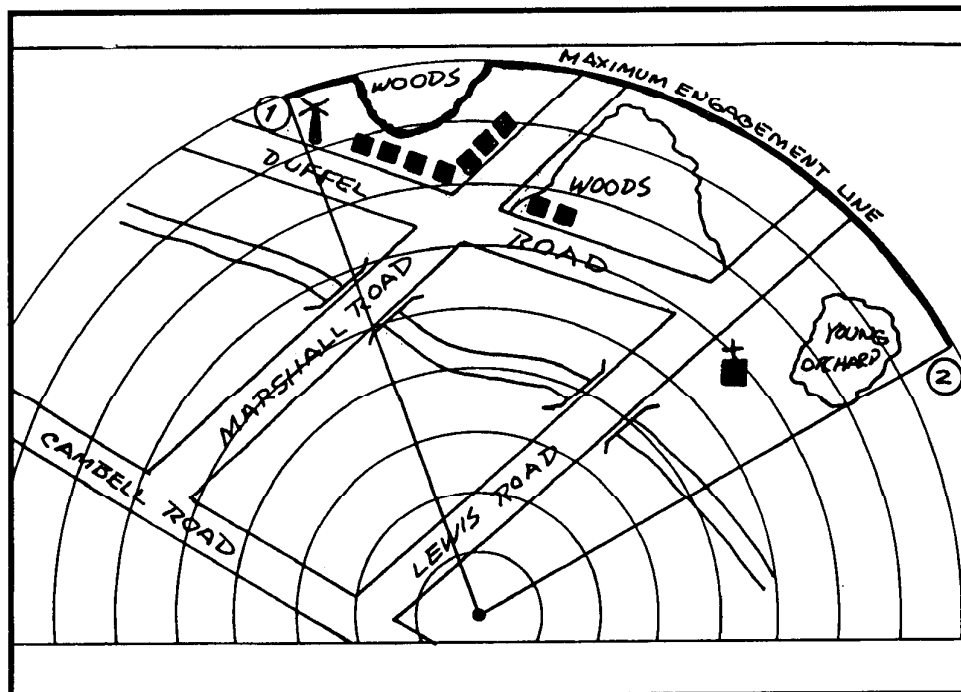 MAXIMUM ENGAGEMENT LINE
WOODS
1
DUFFEL
WOODS
ROAD
MARSHALL ROAD
YOUNG
ORCHARD
2
CAMBELL ROAD
LEWIS ROAD